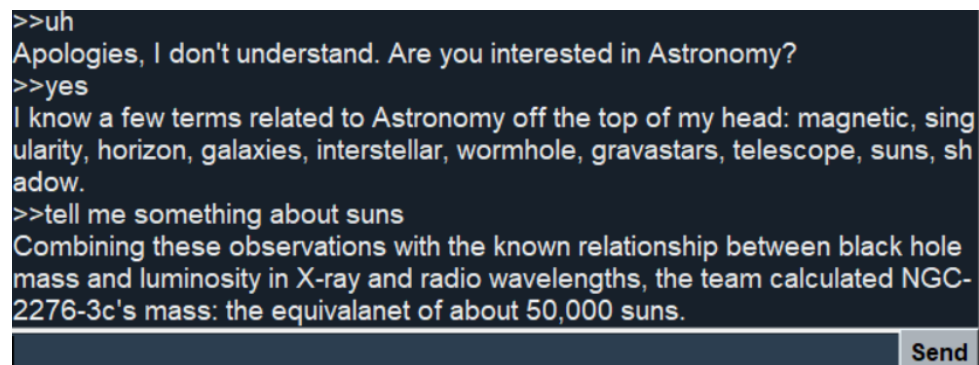 >>uh
Apologies, I don't understand. Are you interested in Astronomy?
>>yes
I know a few terms related to Astronomy off the top of my head: magnetic, sing
ularity, horizon, galaxies, interstellar, wormhole, gravastars, telescope, suns, sh
adow.
>>tell me something about suns
Combining these observations with the known relationship between black hole
mass and luminosity in X-ray and radio wavelengths, the team calculated NGC-
2276-3c's mass: the equivalanet of about 50,000 suns.
Send